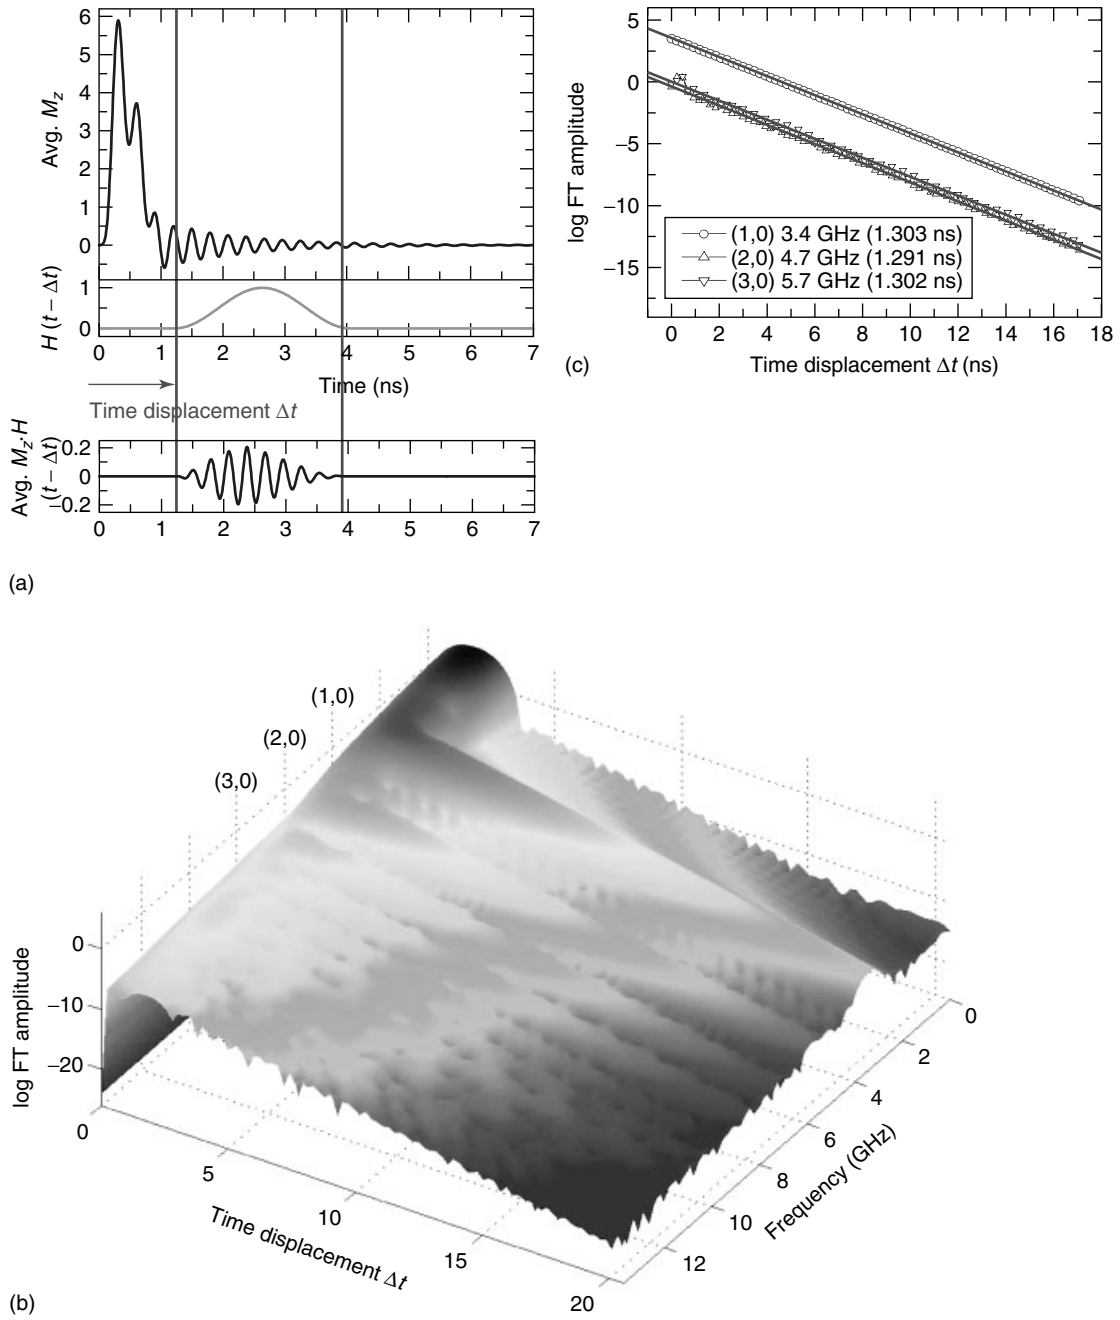 (a)
6
5
4
3
2
1
0
Avg. M_z
1
0
H (t − Δt)
0 1 2 3 4 5 6 7
Time (ns)
Time displacement Δt
0.2
0
−0.2
Avg. M_z.H
(t − Δt)
0 1 2 3 4 5 6 7
(a)
5
0
−5
−10
−15
log FT amplitude
(1,0) 3.4 GHz (1.303 ns)
(2,0) 4.7 GHz (1.291 ns)
(3,0) 5.7 GHz (1.302 ns)
0 2 4 6 8 10 12 14 16 18
Time displacement Δt (ns)
(c)
(1,0)
(2,0)
(3,0)
0
−10
−20
log FT amplitude
0
5
10
15
20
Time displacement Δt
0
2
4
6
8
10
12
Frequency (GHz)
(b)